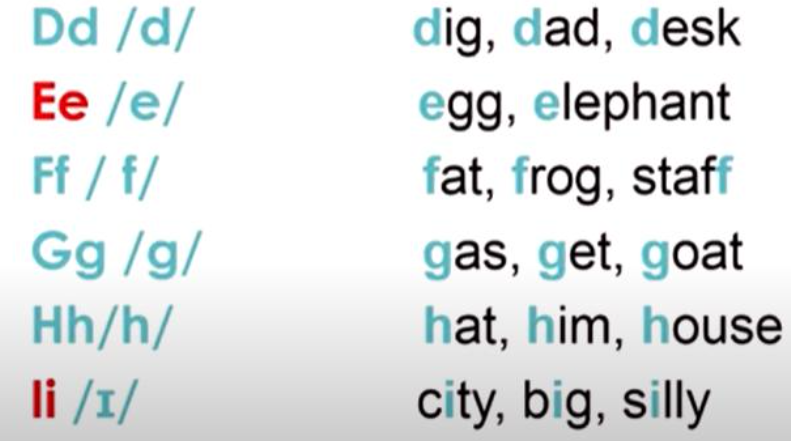 Dd /d/ dig, dad, desk
Ee /e/ egg, elephant
Ff / f/ fat, frog, staff
Gg /g/ gas, get, goat
Hh/h/ hat, him, house
Ii /ɪ/ city, big, silly